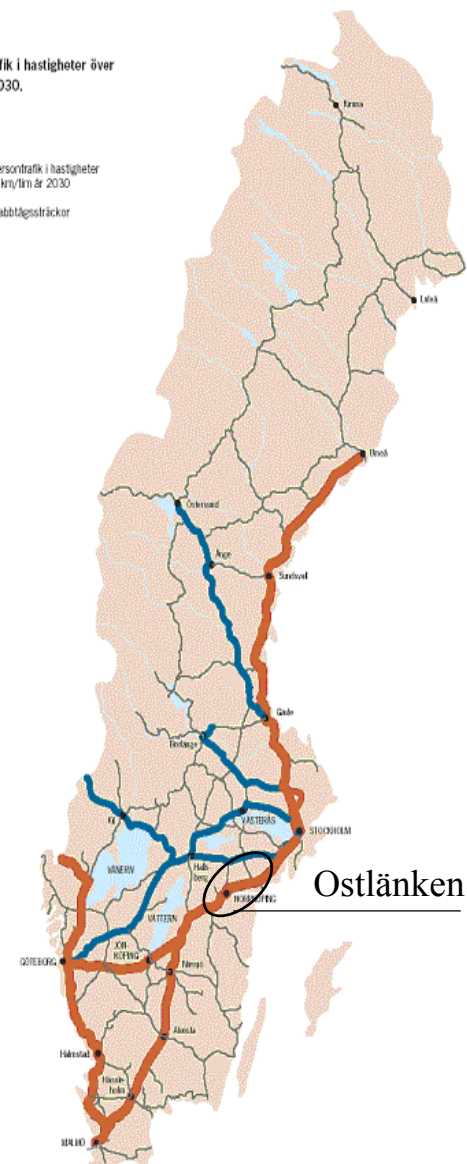 fik i hastigheter över
030.
ersontrafik i hastigheter
km/tim år 2030
abbtågssträckor
Kiruna
Luleå
Umeå
Östersund
Ånge
Sundsvall
Gävle
Borlänge
Kil
VÄSTERÅS
STOCKHOLM
Halls-
berg
VÄNERN
Ostlänken
NORRKÖPING
VÄTTERN
JÖN-
KÖPING
GÖTEBORG
Nässjö
Alvesta
Halmstad
Hässle-
holm
MALMÖ